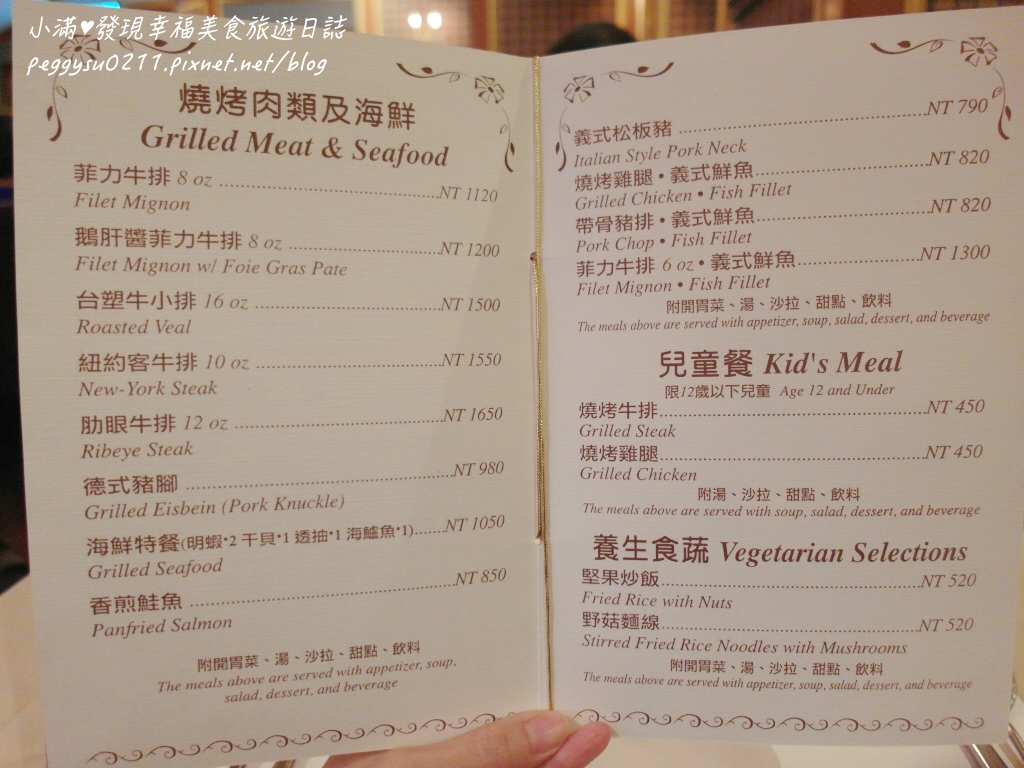 小滿♥發現幸福美食旅遊日誌
peggysu0211.pixnet.net/blog
燒烤肉類及海鮮
Grilled Meat & Seafood
菲力牛排 8 oz ........ NT 1120
Filet Mignon
鵝肝醬菲力牛排 8 oz ........ NT 1200
Filet Mignon w/ Foie Gras Pate
台塑牛小排 16 oz ........ NT 1500
Roasted Veal
紐約客牛排 10 oz ........ NT 1550
New-York Steak
肋眼牛排 12 oz ........ NT 1650
Ribeye Steak
德式豬腳 ........ NT 980
Grilled Eisbein (Pork Knuckle)
海鮮特餐(明蝦*2 干貝*1 透抽*1 海鱸魚*1)........ NT 1050
Grilled Seafood
香煎鮭魚 ........ NT 850
Panfried Salmon
附開胃菜、湯、沙拉、甜點、飲料
The meals above are served with appetizer, soup,
salad, dessert, and beverage
義式松板豬 ........ NT 790
Italian Style Pork Neck
燒烤雞腿•義式鮮魚 ........ NT 820
Grilled Chicken • Fish Fillet
帶骨豬排•義式鮮魚 ........ NT 820
Pork Chop • Fish Fillet
菲力牛排 6 oz•義式鮮魚 ........ NT 1300
Filet Mignon • Fish Fillet
附開胃菜、湯、沙拉、甜點、飲料
The meals above are served with appetizer, soup, salad, dessert, and beverage
兒童餐 Kid's Meal
限12歲以下兒童 Age 12 and Under
燒烤牛排 ........ NT 450
Grilled Steak
燒烤雞腿 ........ NT 450
Grilled Chicken
附湯、沙拉、甜點、飲料
The meals above are served with soup, salad, dessert, and beverage
養生食蔬 Vegetarian Selections
堅果炒飯 ........ NT 520
Fried Rice with Nuts
野菇麵線 ........ NT 520
Stirred Fried Rice Noodles with Mushrooms
附開胃菜、湯、沙拉、甜點、飲料
The meals above are served with appetizer, soup, salad, dessert, and beverage